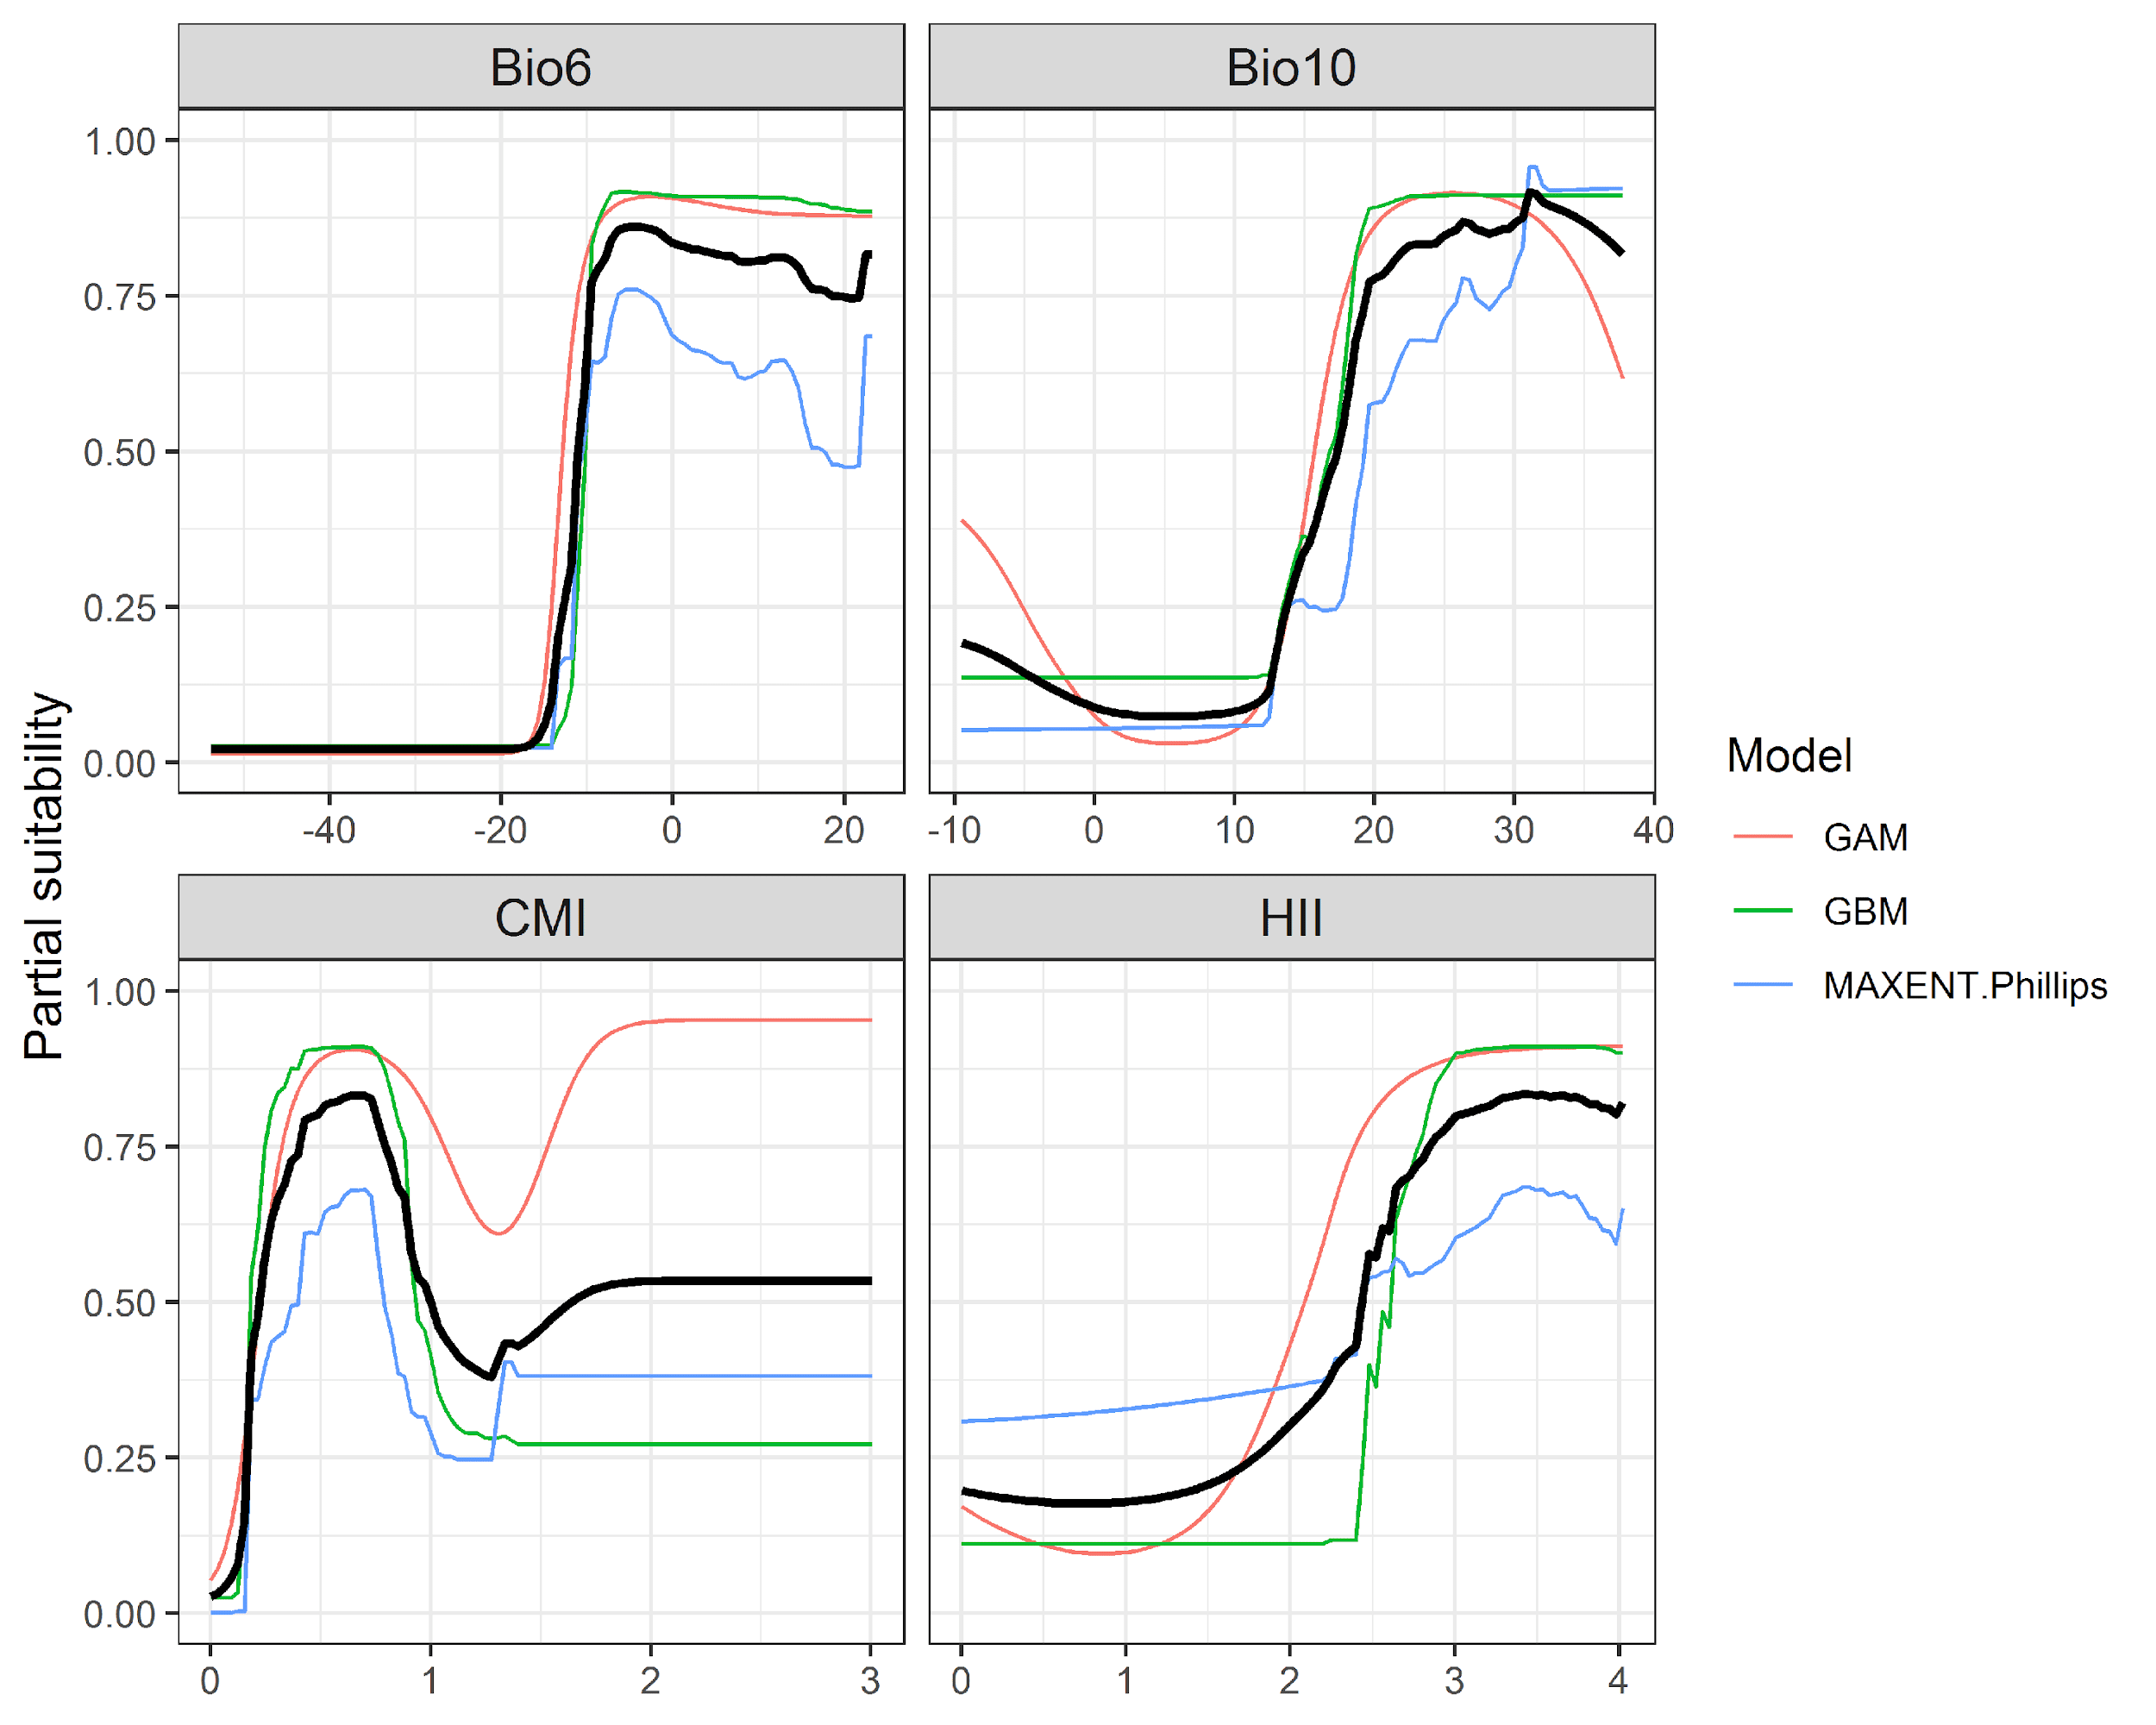 Bio6 Bio10
1.00
0.75
0.50
0.25
0.00
-40 -20 0 20 -10 0 10 20 30 40
CMI HII
1.00
0.75
0.50
0.25
0.00
0 1 2 3 0 1 2 3 4
Partial suitability
Model
GAM
GBM
MAXENT.Phillips